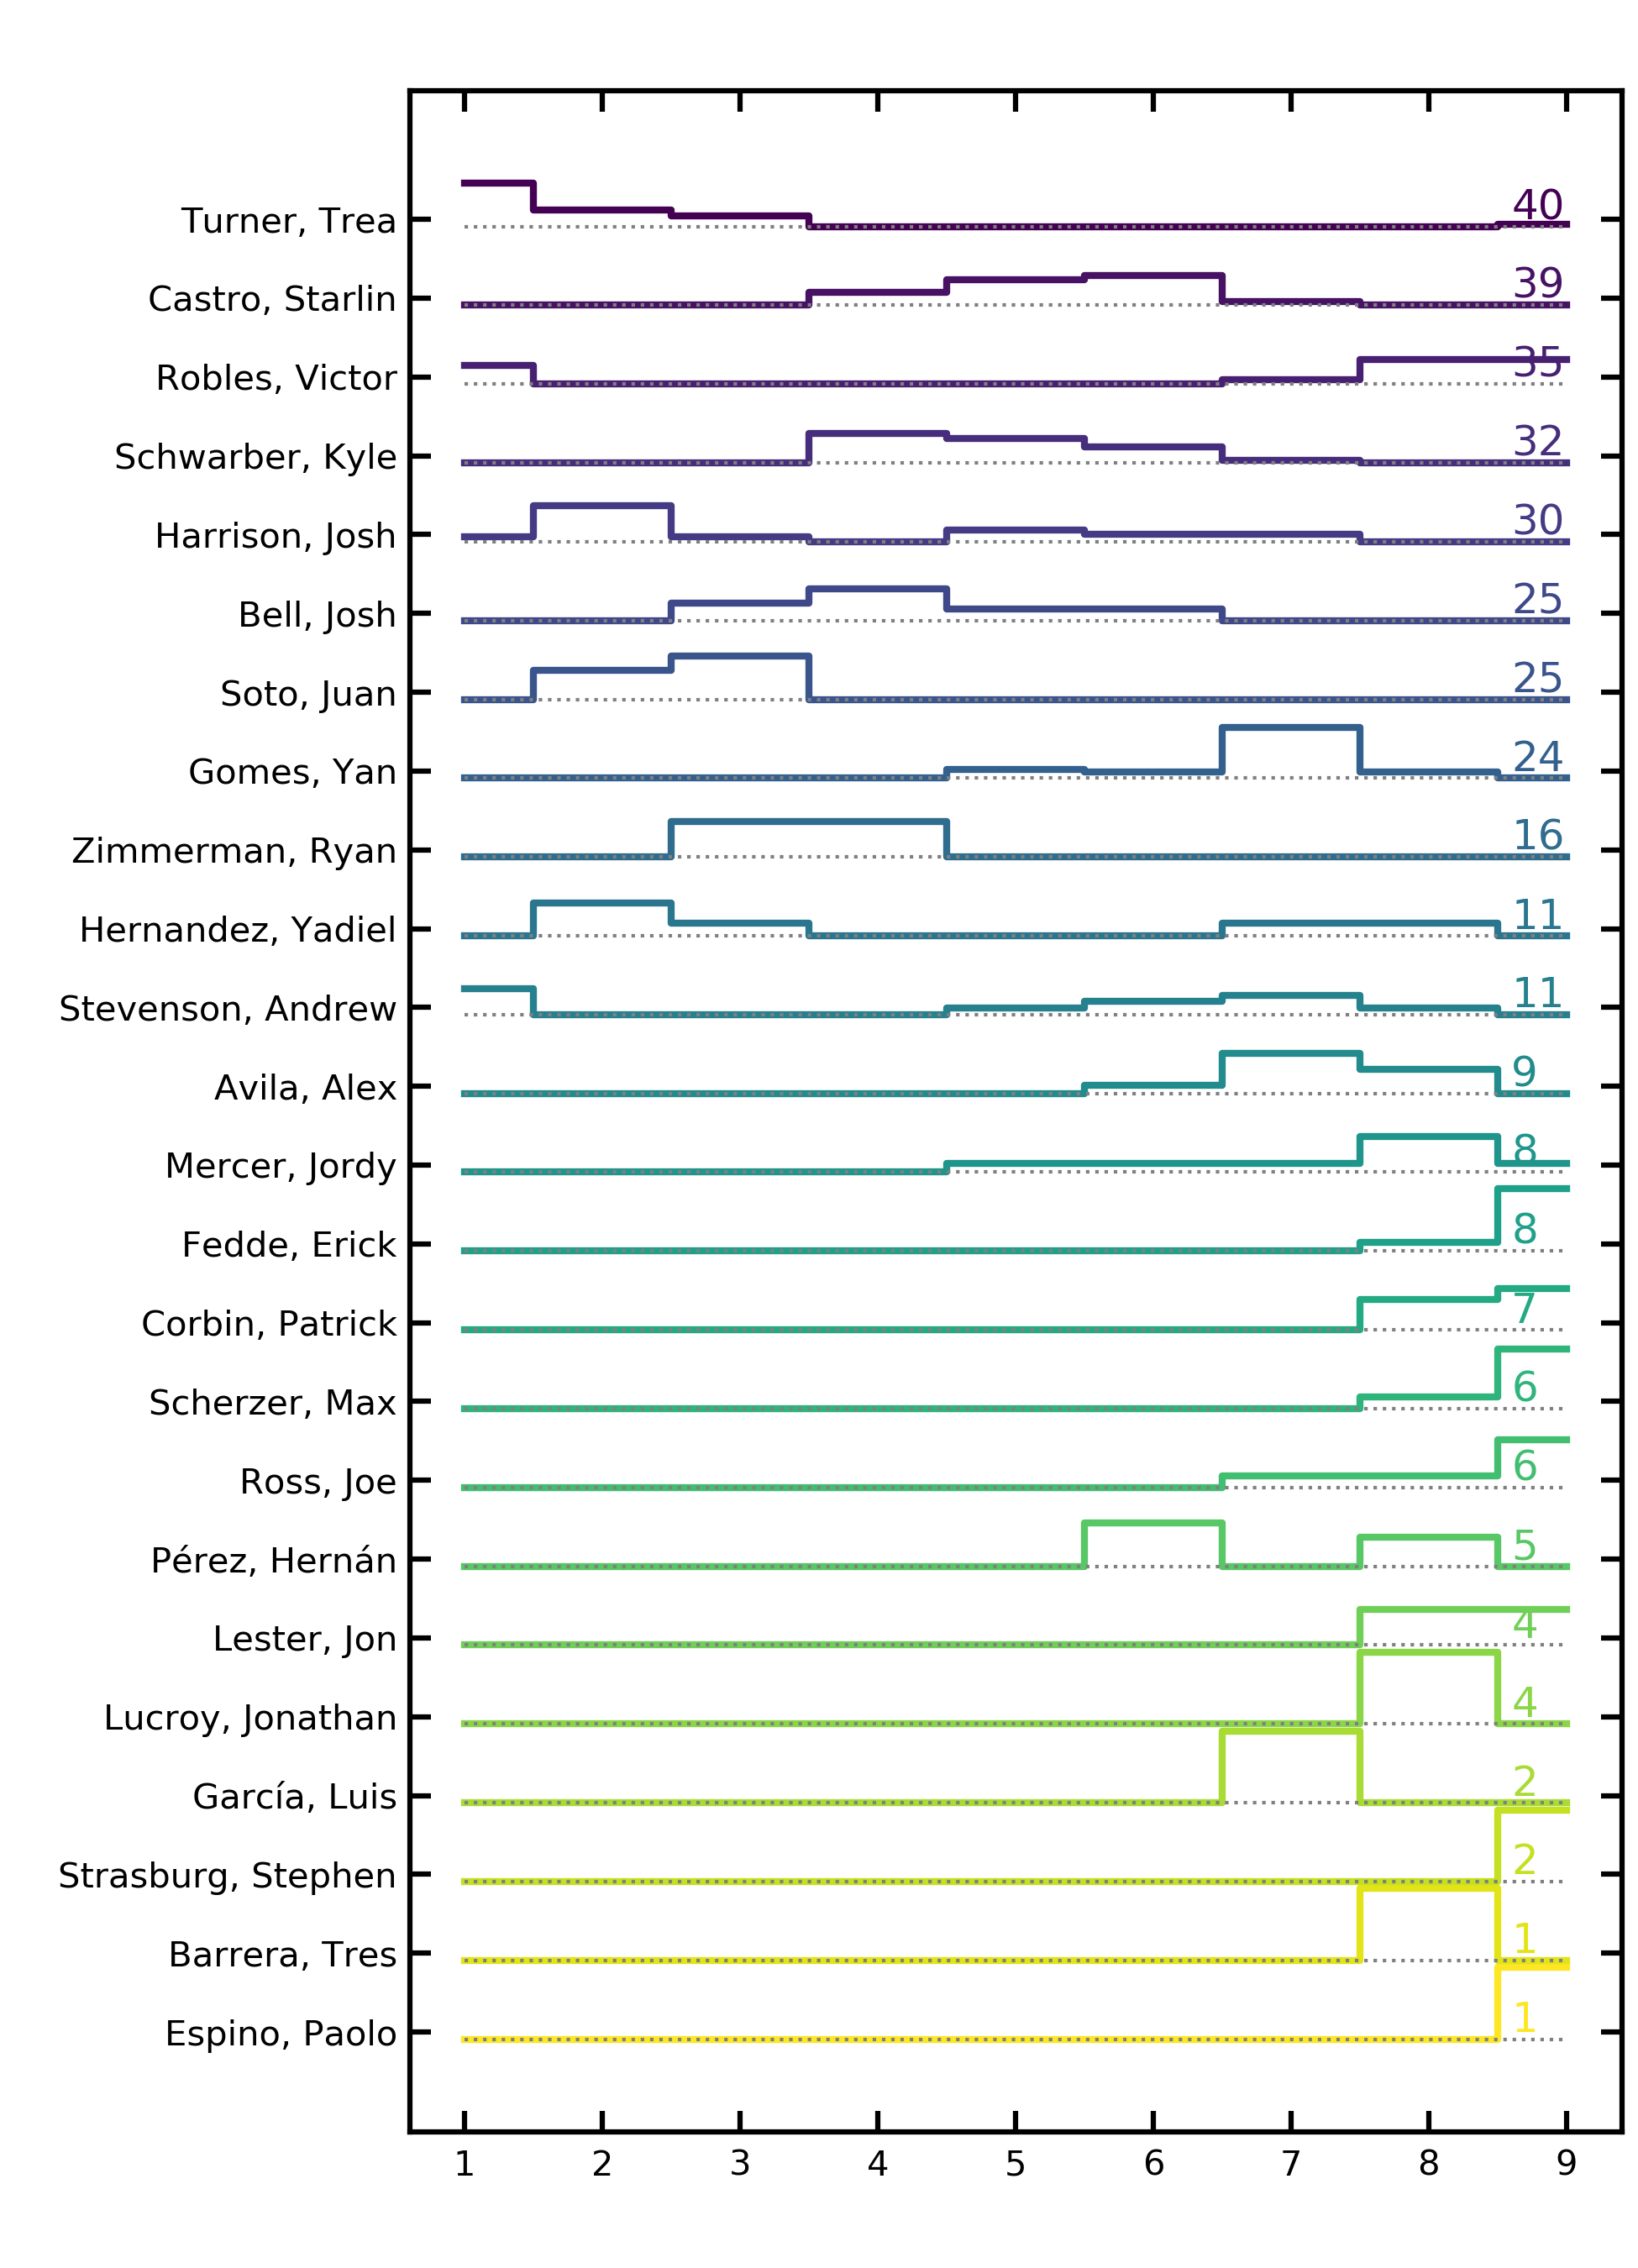 Turner, Trea 40
Castro, Starlin 39
Robles, Victor 35
Schwarber, Kyle 32
Harrison, Josh 30
Bell, Josh 25
Soto, Juan 25
Gomes, Yan 24
Zimmerman, Ryan 16
Hernandez, Yadiel 11
Stevenson, Andrew 11
Avila, Alex 9
Mercer, Jordy 8
Fedde, Erick 8
Corbin, Patrick 7
Scherzer, Max 6
Ross, Joe 6
Pérez, Hernán 5
Lester, Jon 4
Lucroy, Jonathan 4
García, Luis 2
Strasburg, Stephen 2
Barrera, Tres 1
Espino, Paolo 1
1 2 3 4 5 6 7 8 9